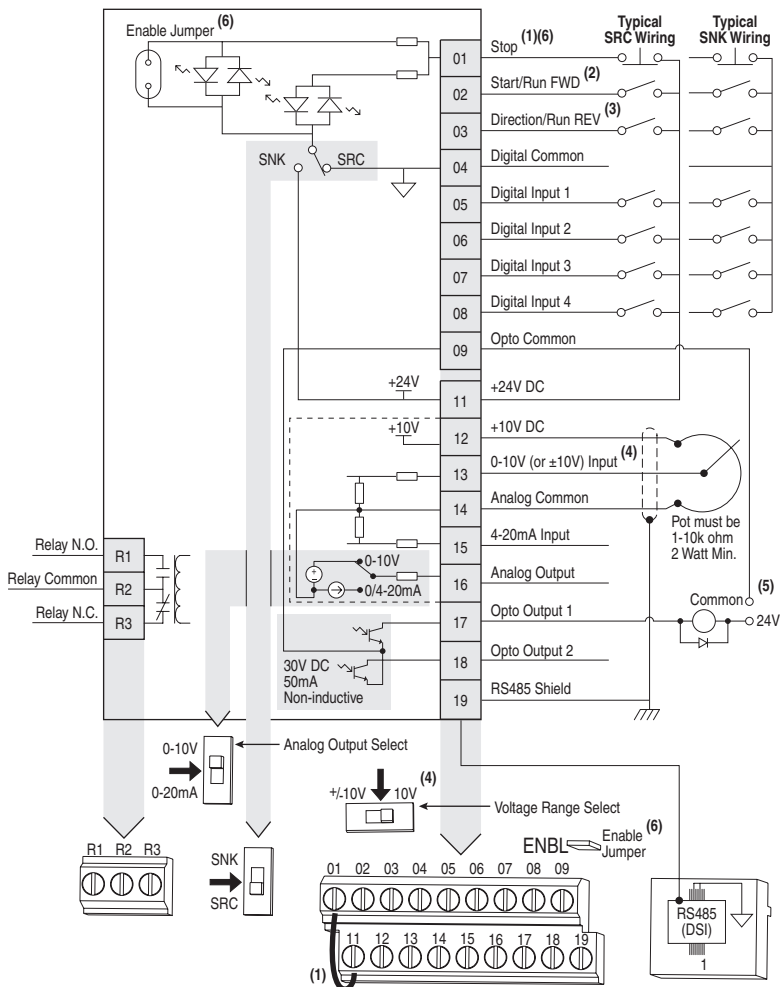 Enable Jumper (6)
Typical
SRC Wiring
Typical
SNK Wiring
01 Stop (1)(6)
02 Start/Run FWD (2)
03 Direction/Run REV (3)
SNK SRC
04 Digital Common
05 Digital Input 1
06 Digital Input 2
07 Digital Input 3
08 Digital Input 4
09 Opto Common
+24V
11 +24V DC
+10V
12 +10V DC
13 0-10V (or ±10V) Input (4)
14 Analog Common
Pot must be
1-10k ohm
2 Watt Min.
15 4-20mA Input
Relay N.O.
R1
Relay Common
R2
Relay N.C.
R3
0-10V
0/4-20mA
16 Analog Output
17 Opto Output 1
Common
(5)
24V
18 Opto Output 2
30V DC
50mA
Non-inductive
19 RS485 Shield
0-10V
0-20mA
Analog Output Select
+/-10V 10V (4)
Voltage Range Select
ENBL Enable
Jumper (6)
R1 R2 R3
SNK
SRC
01 02 03 04 05 06 07 08 09
11 12 13 14 15 16 17 18 19
(1)
RS485
(DSI)
1